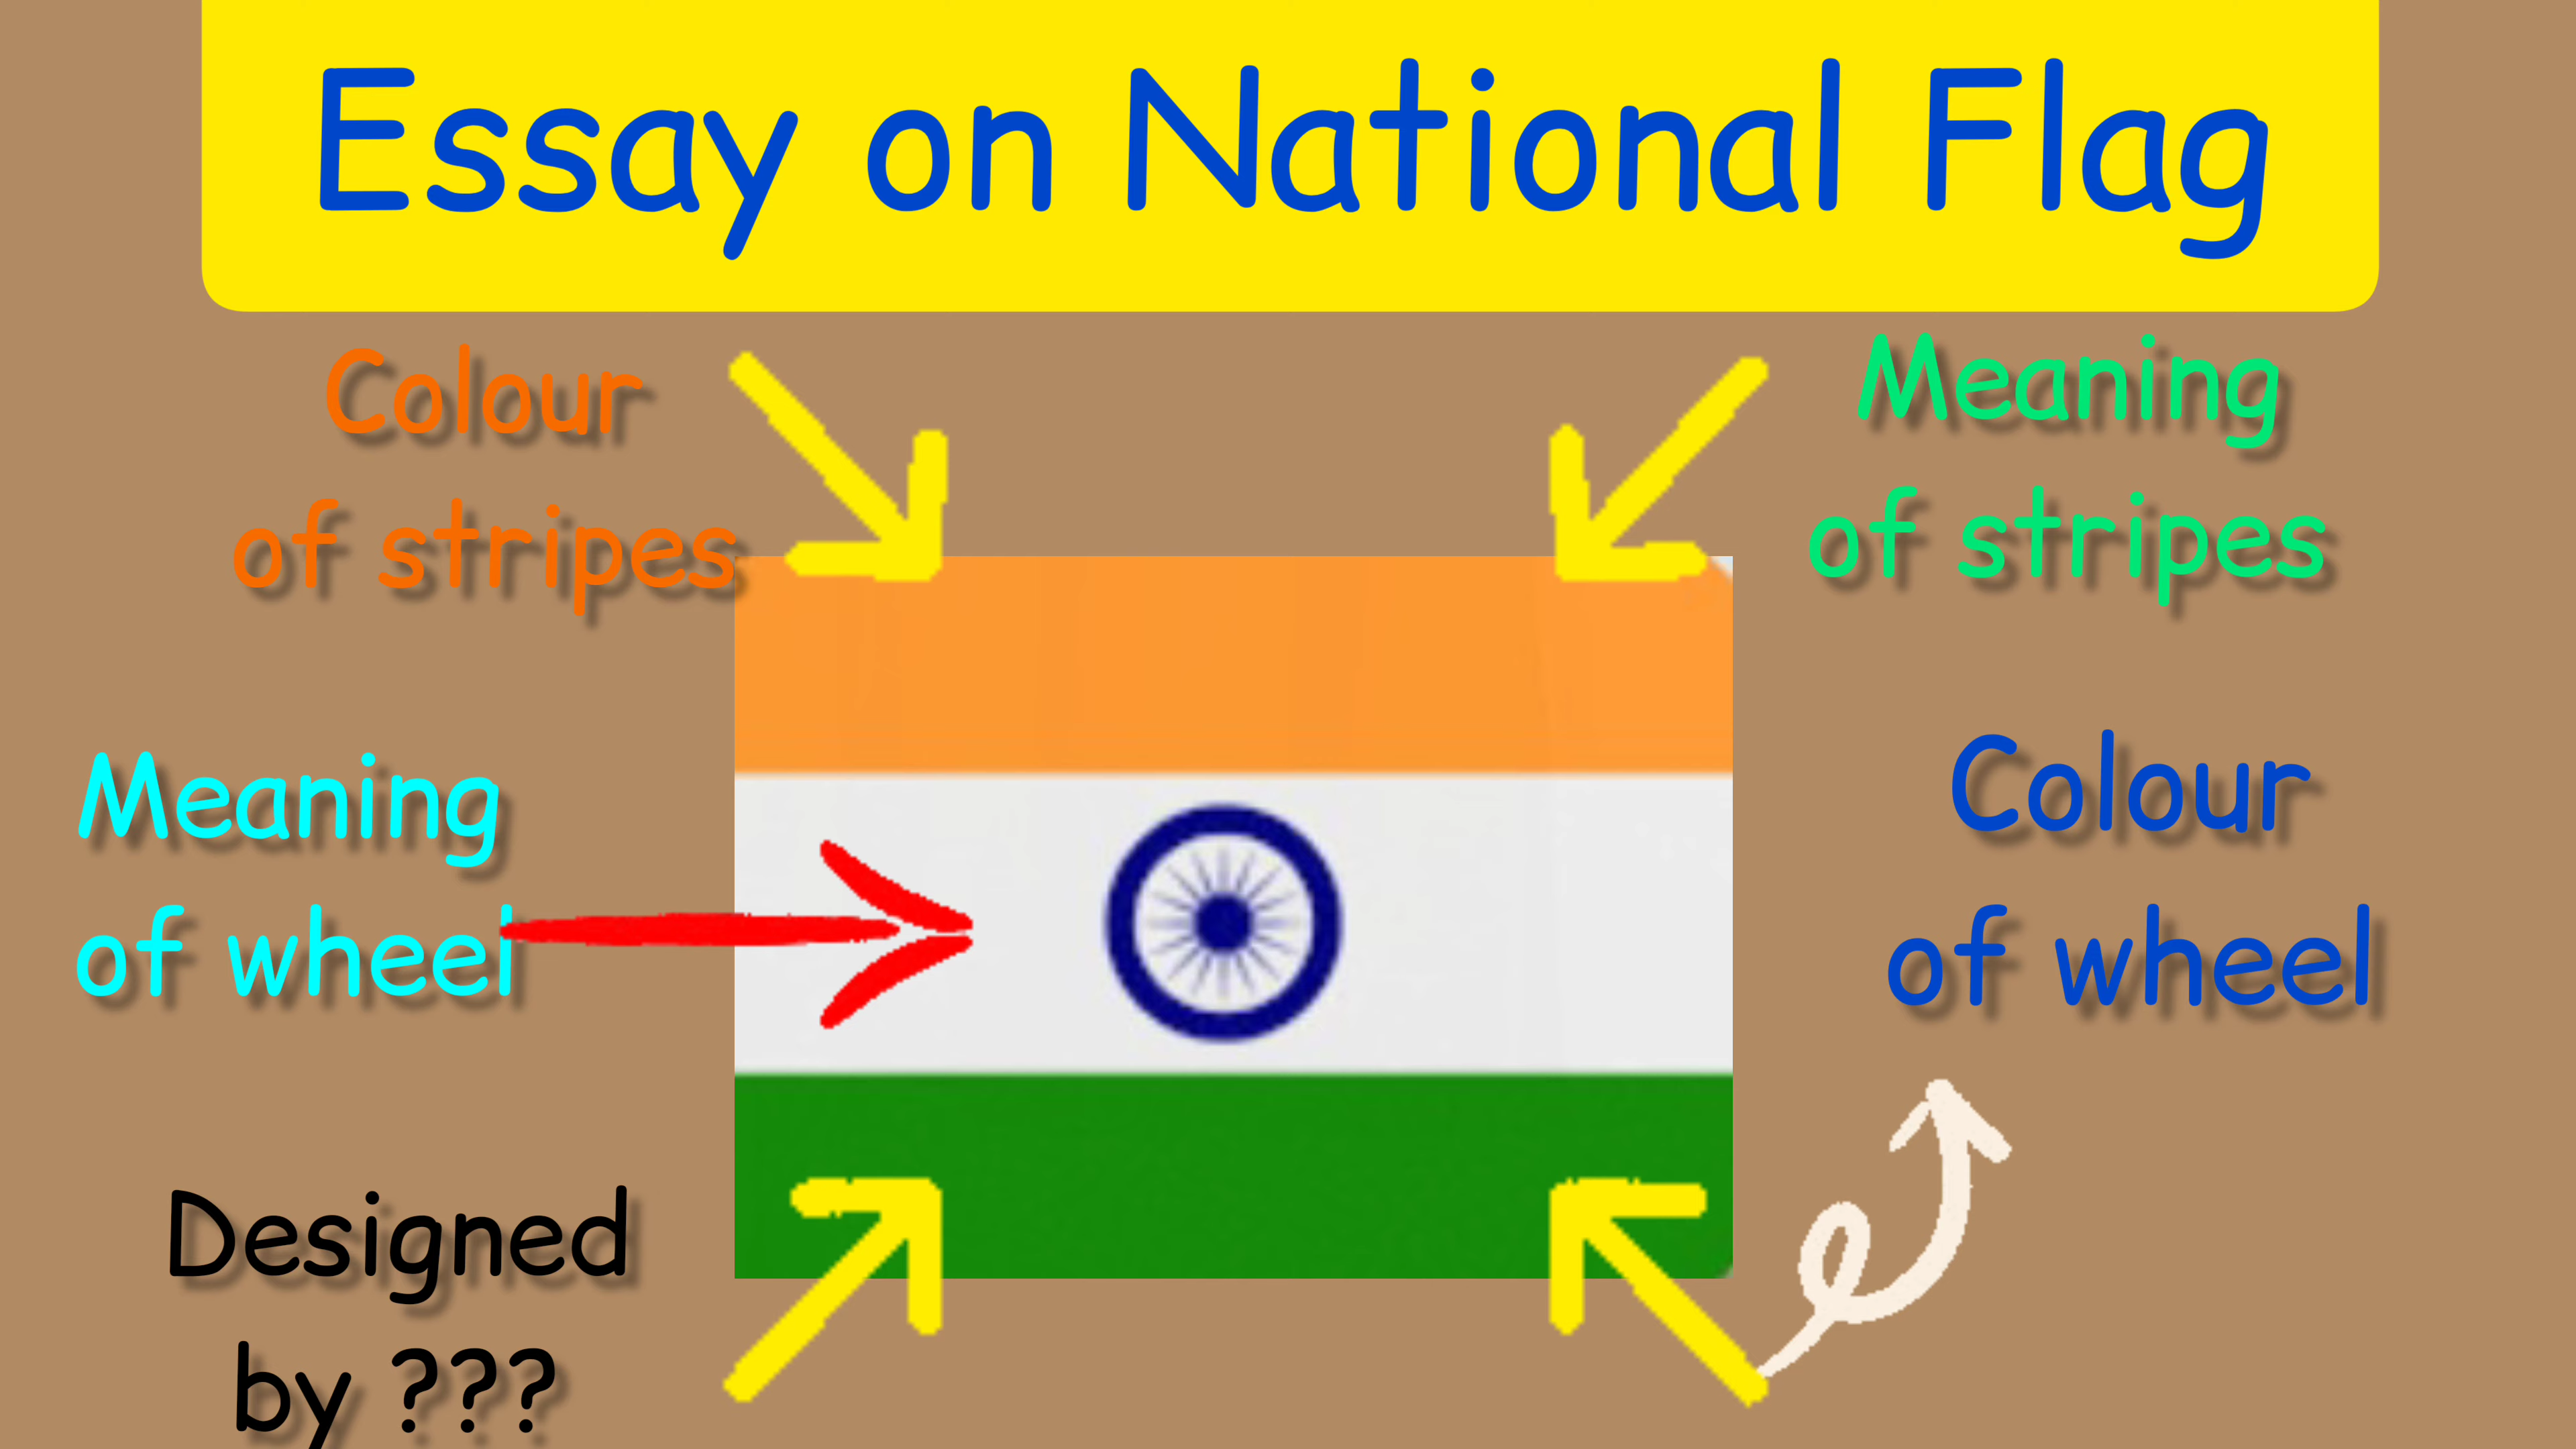 Essay on National Flag
Colour
of stripes
Meaning
of stripes
Meaning
of wheel
Colour
of wheel
Designed
by ???